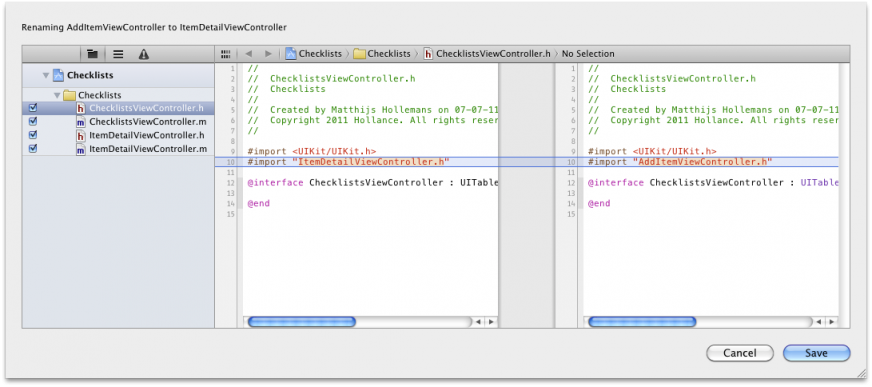 Renaming AddItemViewController to ItemDetailViewController
Checklists 〉 Checklists 〉 h ChecklistsViewController.h 〉 No Selection
Checklists
Checklists
h ChecklistsViewController.h
m ChecklistsViewController.m
h ItemDetailViewController.h
m ItemDetailViewController.m
1 //
2 //  ChecklistsViewController.h
3 //  Checklists
4 //
5 //  Created by Matthijs Hollemans on 07-07-11
6 //  Copyright 2011 Hollance. All rights reser
7 //
8
9 #import <UIKit/UIKit.h>
10 #import "ItemDetailViewController.h"
11
12 @interface ChecklistsViewController : UITable
13
14 @end
15
1 //
2 //  ChecklistsViewController.h
3 //  Checklists
4 //
5 //  Created by Matthijs Hollemans on 07-07-11
6 //  Copyright 2011 Hollance. All rights reser
7 //
8
9 #import <UIKit/UIKit.h>
10 #import "AddItemViewController.h"
11
12 @interface ChecklistsViewController : UITable
13
14 @end
15
Cancel
Save